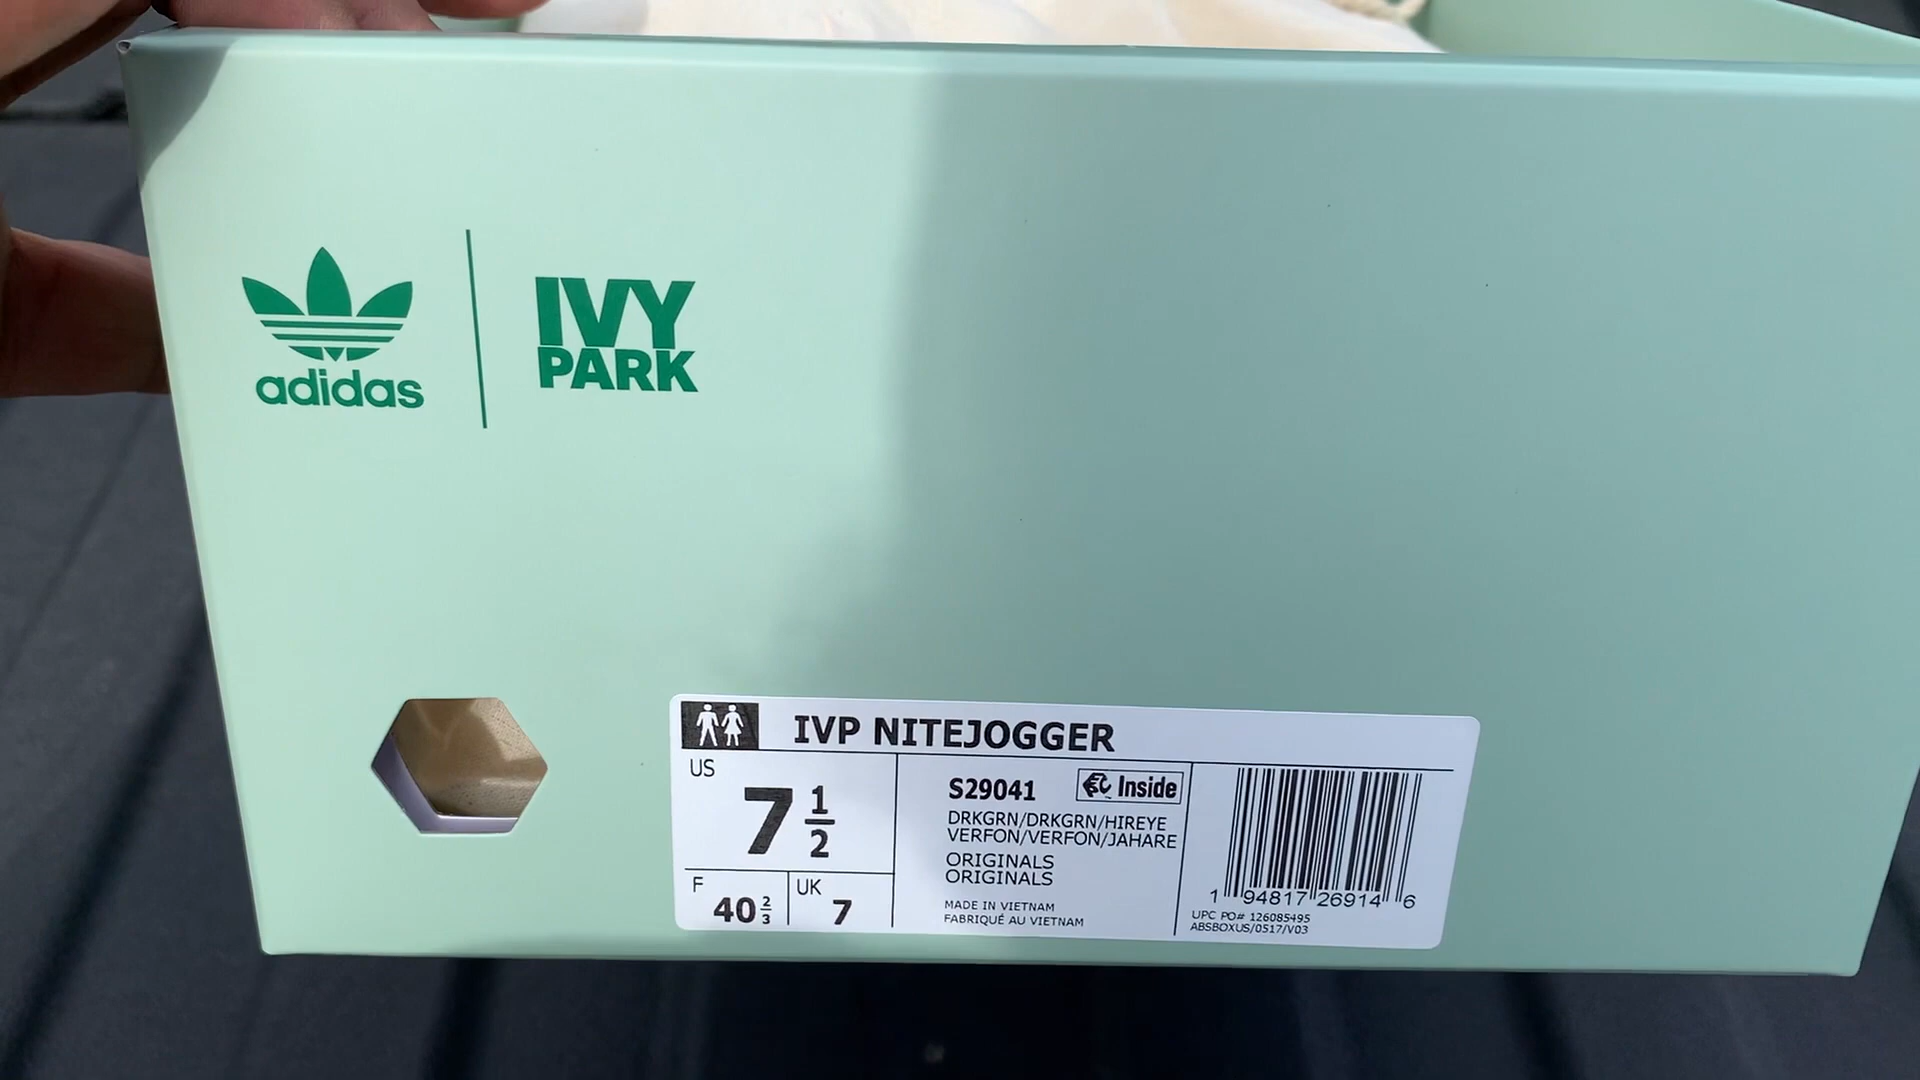 adidas
IVY
PARK
IVP NITEJOGGER
US
7 1/2
F
40 2/3
UK
7
S29041
Inside
DRKGRN/DRKGRN/HIREYE
VERFON/VERFON/JAHARE
ORIGINALS
ORIGINALS
MADE IN VIETNAM
FABRIQUÉ AU VIETNAM
1 94817 26914 6
UPC PO# 126085495
ABSBOXUS/0517/V03